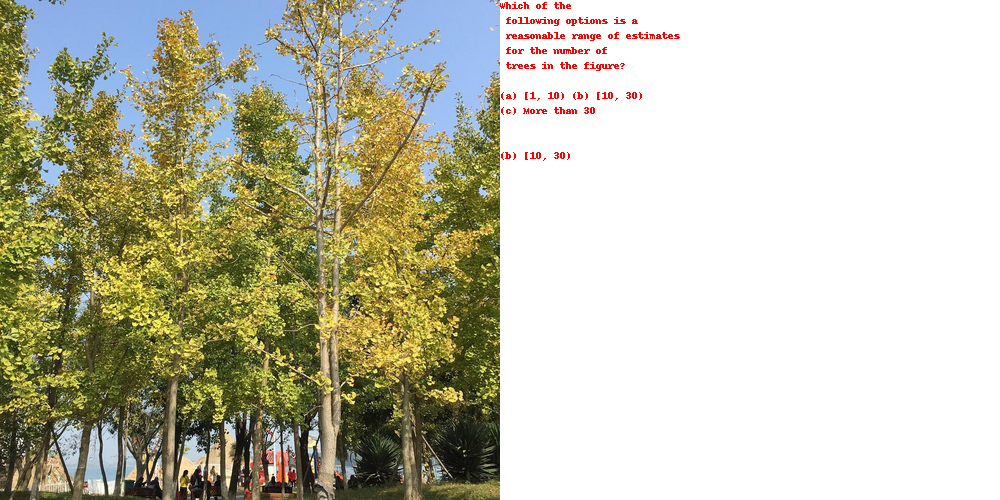 Which of the
following options is a
reasonable range of estimates
for the number of
trees in the figure?
(a) [1, 10) (b) [10, 30)
(c) More than 30
(b) [10, 30)